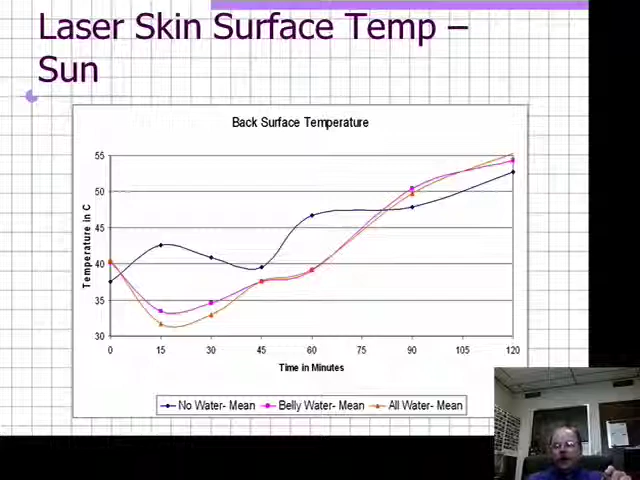 Laser Skin Surface Temp –
Sun
Back Surface Temperature
Temperature in C
55
50
45
40
35
30
0 15 30 45 60 75 90 105 120
Time in Minutes
No Water- Mean Belly Water- Mean All Water- Mean